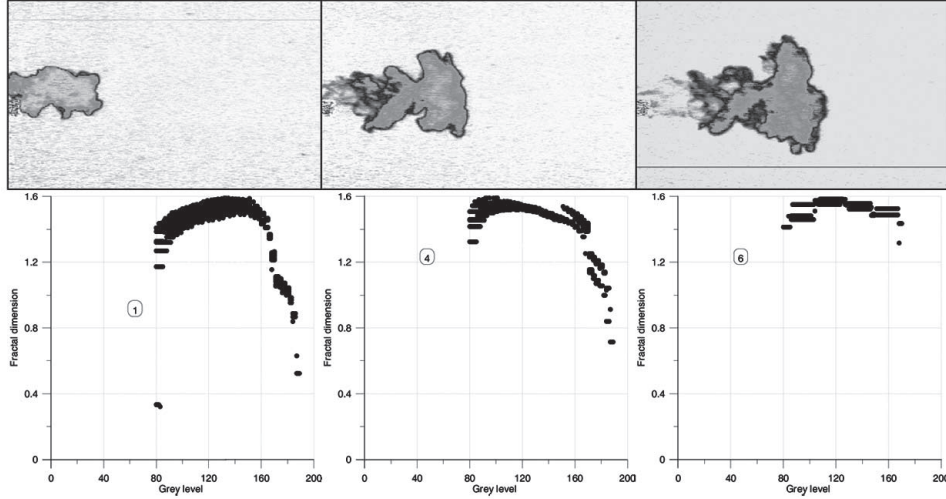 1.6 1.6 1.6
1.2 1.2 1.2
0.8 0.8 0.8
0.4 0.4 0.4
0 0 0
Fractal dimension Fractal dimension Fractal dimension
1 4 6
0 40 80 120 160 200 0 40 80 120 160 200 0 40 80 120 160 200
Grey level Grey level Grey level